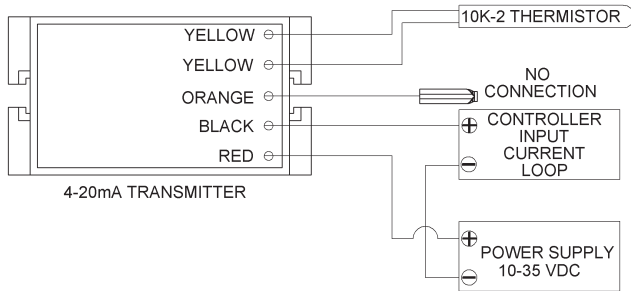 YELLOW
YELLOW
ORANGE
BLACK
RED
4-20mA TRANSMITTER
10K-2 THERMISTOR
NO
CONNECTION
CONTROLLER
INPUT
CURRENT
LOOP
POWER SUPPLY
10-35 VDC